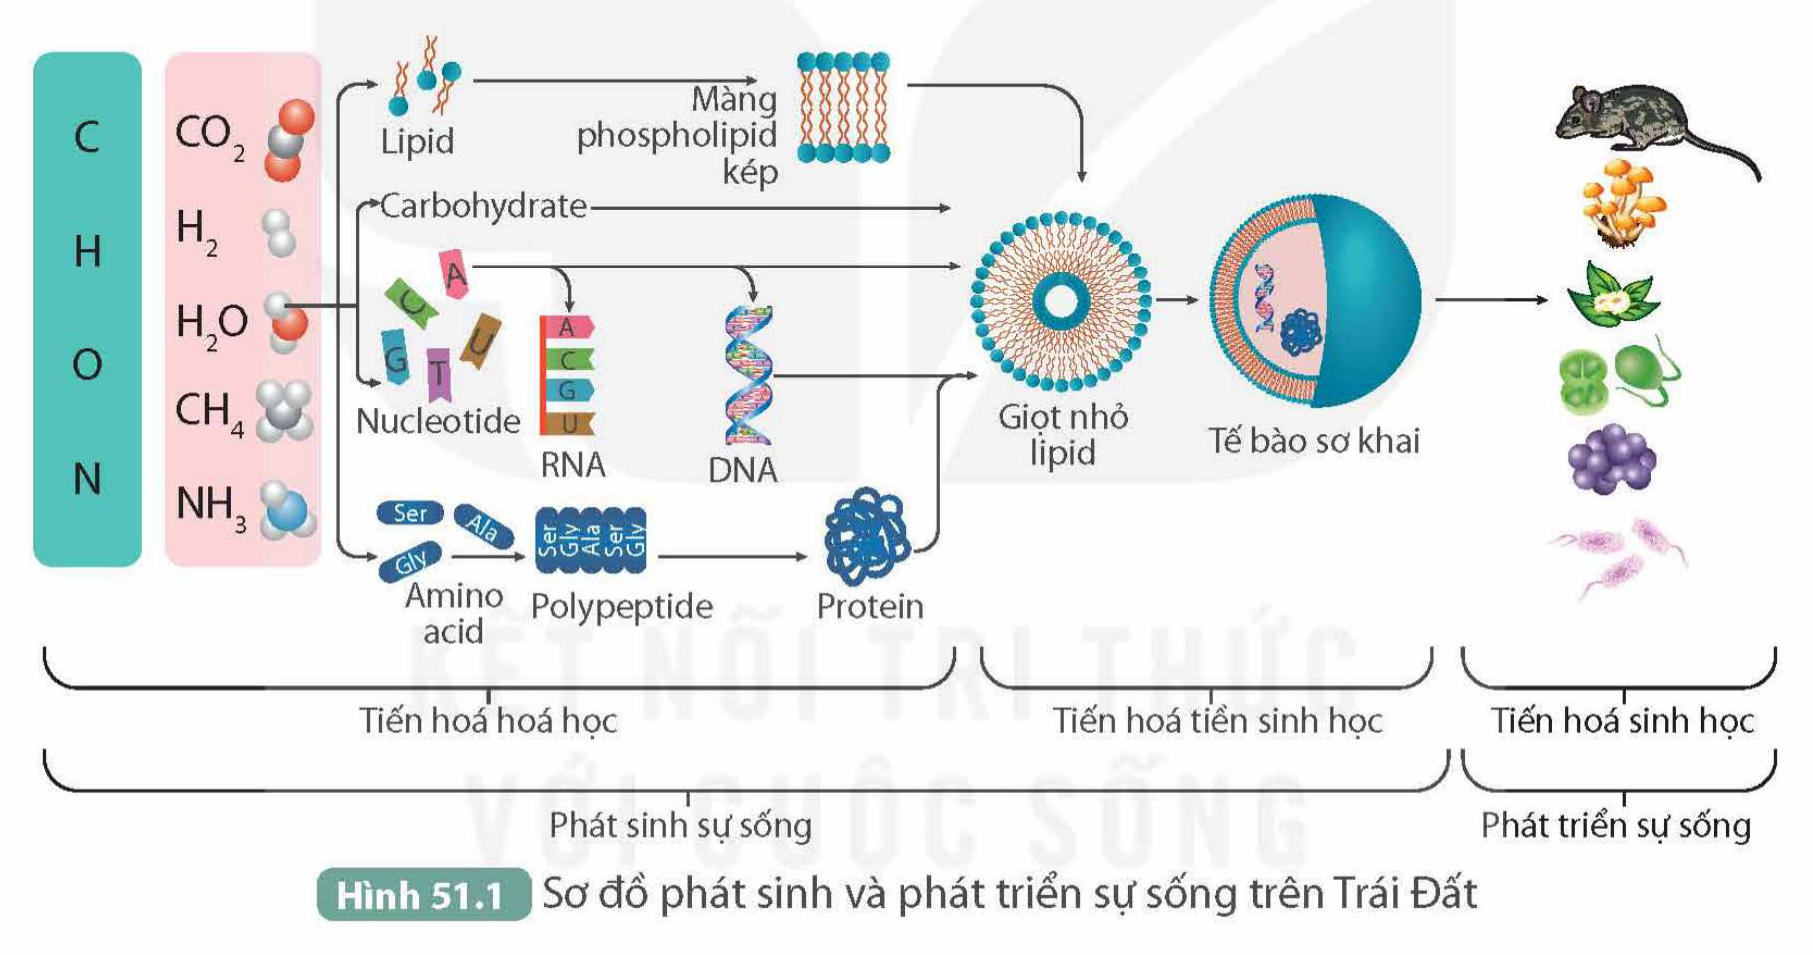 C
H
O
N
CO₂
H₂
H₂O
CH₄
NH₃
Lipid
Màng
phospholipid
kép
Carbohydrate
A
C
G
T
U
Nucleotide
A
C
G
U
RNA
DNA
Ser
Ala
Gly
Amino
acid
Ser
Gly
Ala
Ser
Gly
Polypeptide
Protein
Giọt nhỏ
lipid
Tế bào sơ khai
Tiến hoá hoá học
Tiến hoá tiền sinh học
Tiến hoá sinh học
Phát sinh sự sống
Phát triển sự sống
KẾT NỐI TRI THỨC
VỚI CUỘC SỐNG
Hình 51.1 Sơ đồ phát sinh và phát triển sự sống trên Trái Đất